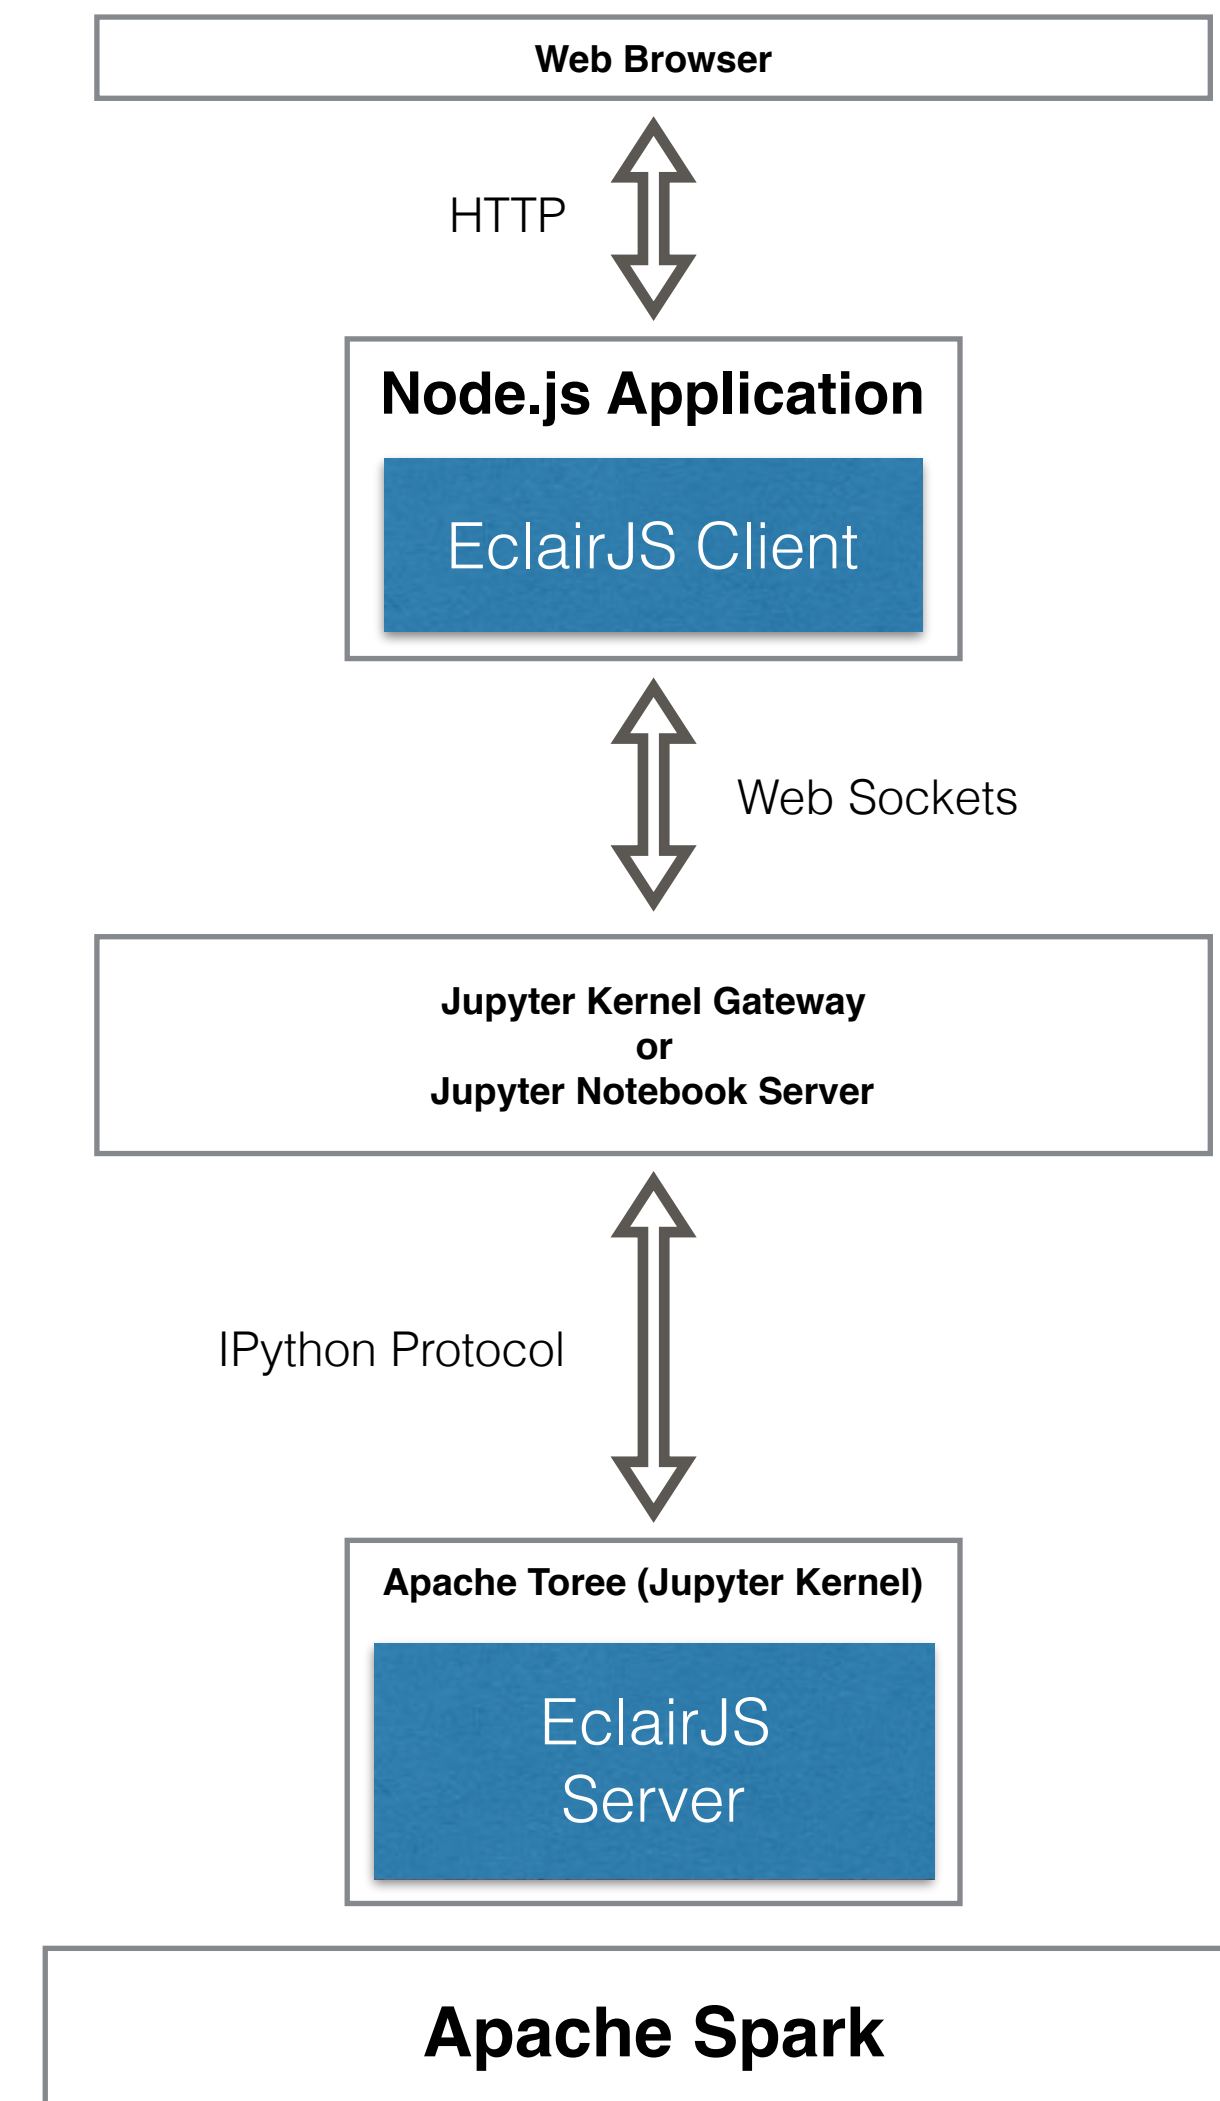 Web Browser
HTTP
Node.js Application
EclairJS Client
Web Sockets
Jupyter Kernel Gateway
or
Jupyter Notebook Server
IPython Protocol
Apache Toree (Jupyter Kernel)
EclairJS
Server
Apache Spark